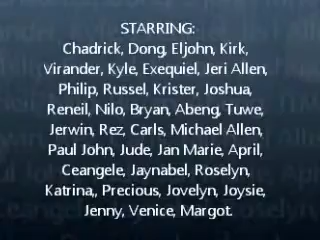 STARRING:
Chadrick, Dong, Eljohn, Kirk,
Virander, Kyle, Exequiel, Jeri Allen,
Philip, Russel, Krister, Joshua,
Reneil, Nilo, Bryan, Abeng, Tuwe,
Jerwin, Rez, Carls, Michael Allen,
Paul John, Jude, Jan Marie, April,
Ceangele, Jaynabel, Roselyn,
Katrina,, Precious, Jovelyn, Joysie,
Jenny, Venice, Margot.